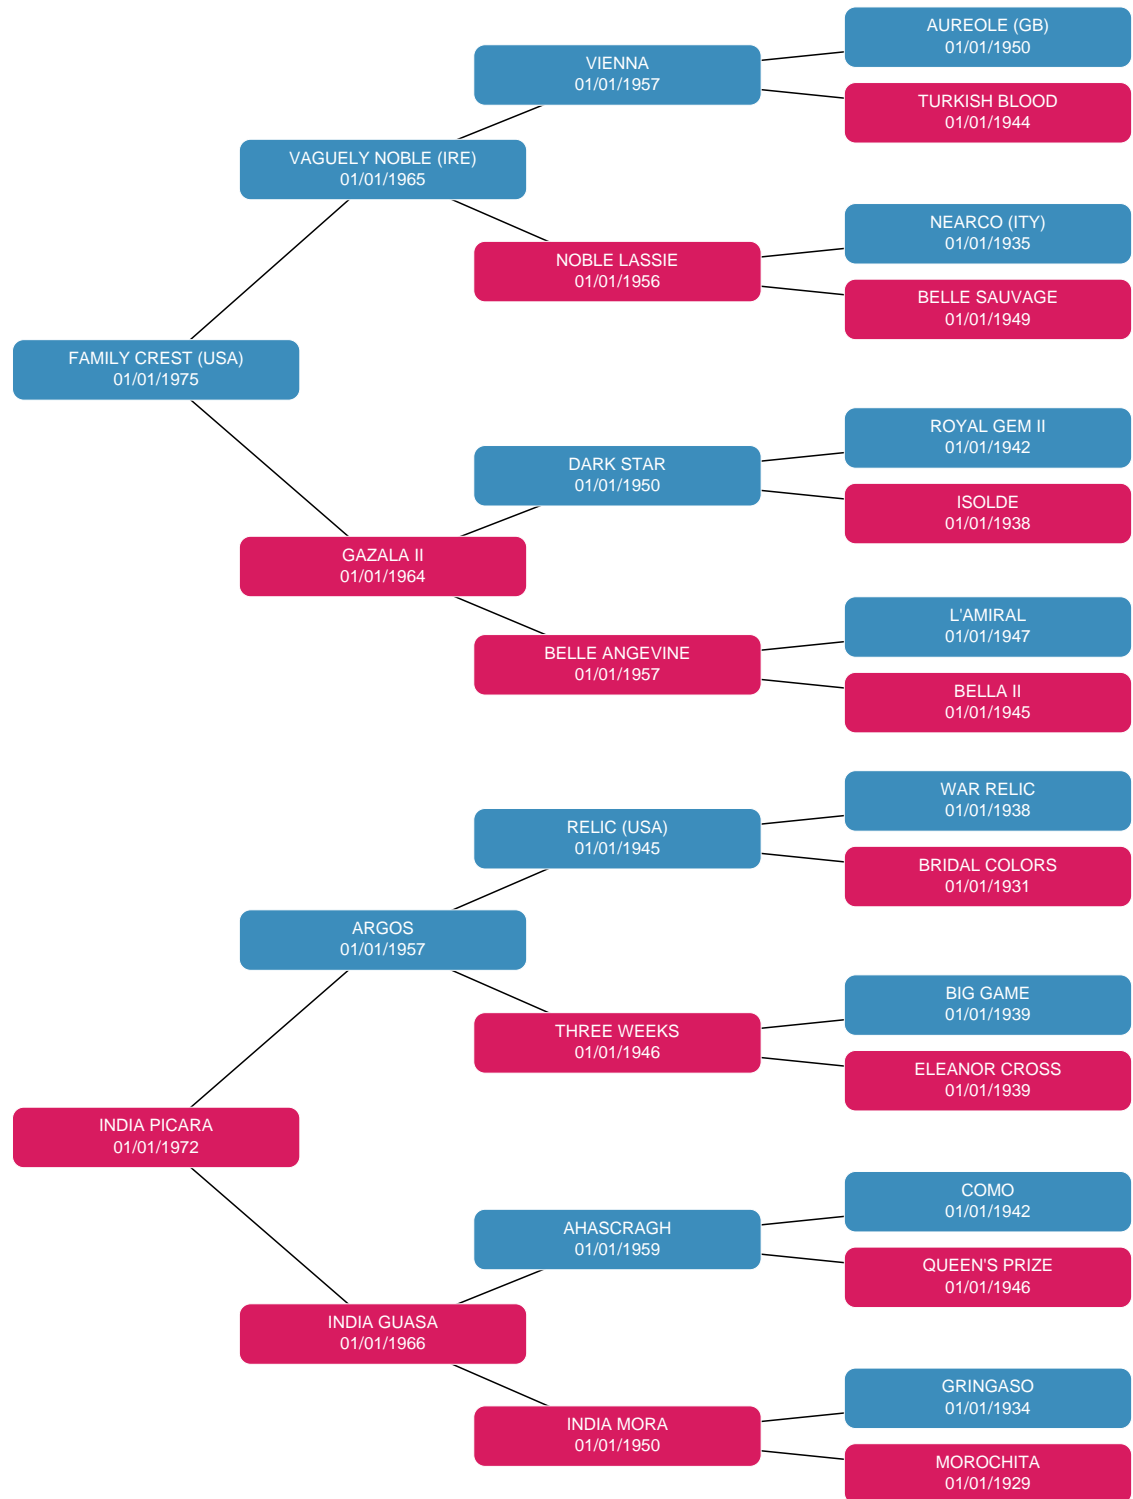 AUREOLE (GB)
01/01/1950
VIENNA
01/01/1957
TURKISH BLOOD
01/01/1944
VAGUELY NOBLE (IRE)
01/01/1965
NEARCO (ITY)
01/01/1935
NOBLE LASSIE
01/01/1956
BELLE SAUVAGE
01/01/1949
FAMILY CREST (USA)
01/01/1975
ROYAL GEM II
01/01/1942
DARK STAR
01/01/1950
ISOLDE
01/01/1938
GAZALA II
01/01/1964
L'AMIRAL
01/01/1947
BELLE ANGEVINE
01/01/1957
BELLA II
01/01/1945
WAR RELIC
01/01/1938
RELIC (USA)
01/01/1945
BRIDAL COLORS
01/01/1931
ARGOS
01/01/1957
BIG GAME
01/01/1939
THREE WEEKS
01/01/1946
ELEANOR CROSS
01/01/1939
INDIA PICARA
01/01/1972
COMO
01/01/1942
AHASCRAGH
01/01/1959
QUEEN'S PRIZE
01/01/1946
INDIA GUASA
01/01/1966
GRINGASO
01/01/1934
INDIA MORA
01/01/1950
MOROCHITA
01/01/1929